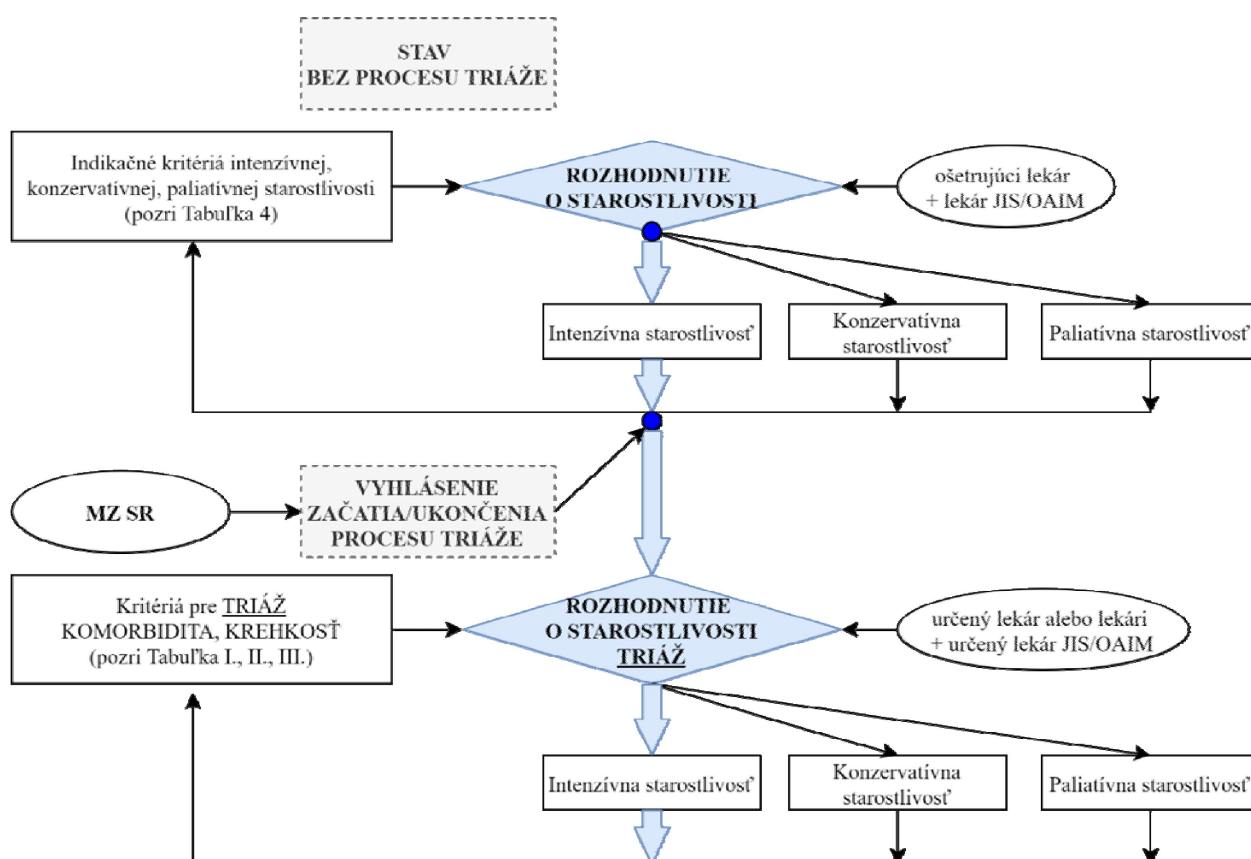 STAV
BEZ PROCESU TRIÁŽE
Indikačné kritériá intenzívnej,
konzervatívnej, paliatívnej starostlivosti
(pozri Tabuľka 4)
ROZHODNUTIE
O STAROSTLIVOSTI
ošetrujúci lekár
+ lekár JIS/OAIM
Intenzívna starostlivosť
Konzervatívna
starostlivosť
Paliatívna starostlivosť
MZ SR
VYHLÁSENIE
ZAČATIA/UKONČENIA
PROCESU TRIÁŽE
Kritériá pre TRIÁŽ
KOMORBIDITA, KREHKOSŤ
(pozri Tabuľka I., II., III.)
ROZHODNUTIE
O STAROSTLIVOSTI
TRIÁŽ
určený lekár alebo lekári
+ určený lekár JIS/OAIM
Intenzívna starostlivosť
Konzervatívna
starostlivosť
Paliatívna starostlivosť